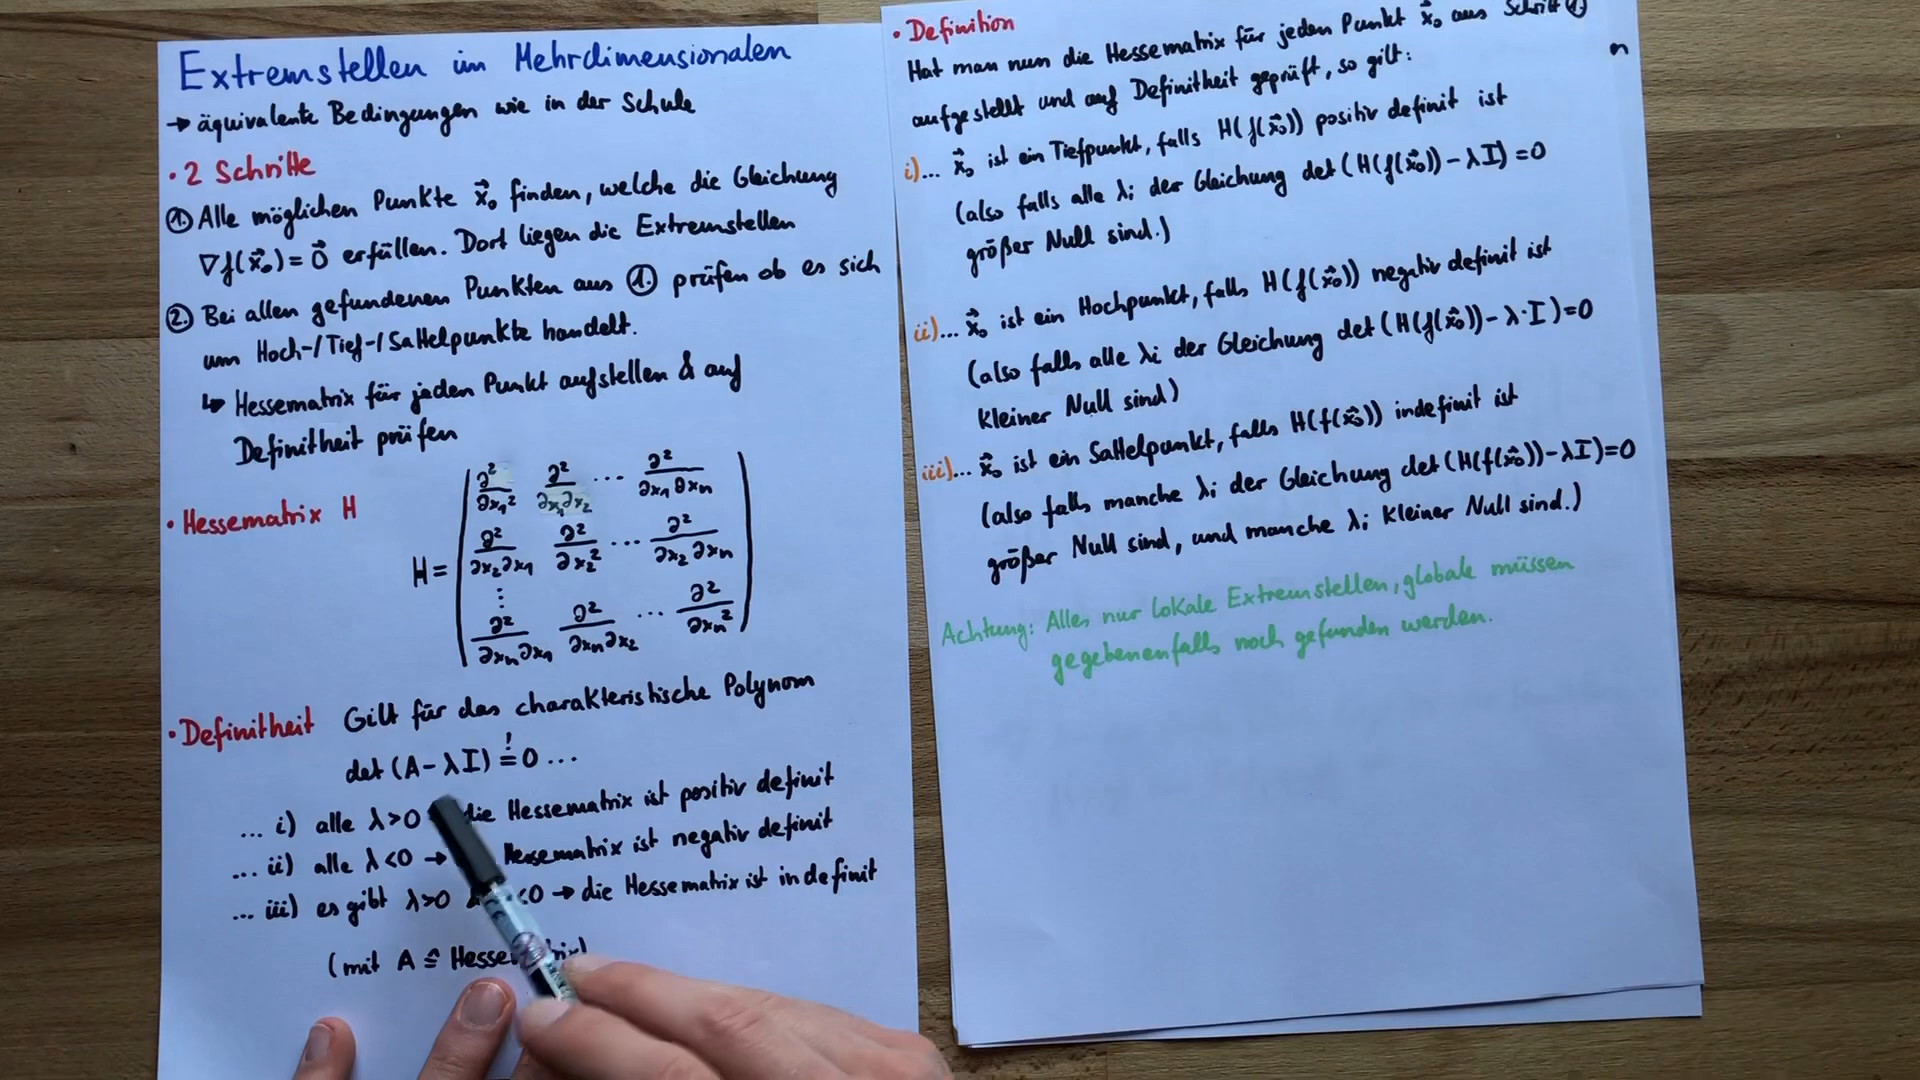 Extremstellen im Mehrdimensionalen
→ äquivalente Bedingungen wie in der Schule
• 2 Schritte
① Alle möglichen Punkte x⃗₀ finden, welche die Gleichung
∇f(x⃗₀) = 0⃗ erfüllen. Dort liegen die Extremstellen
② Bei allen gefundenen Punkten aus ① prüfen ob es sich
um Hoch-/Tief-/Sattelpunkte handelt.
↳ Hessematrix für jeden Punkt aufstellen & auf
Definitheit prüfen
• Hessematrix H
H = ( ∂²/∂x₁² ∂²/∂x₁∂x₂ ⋯ ∂²/∂x₁∂xₙ
∂²/∂x₂∂x₁ ∂²/∂x₂² ⋯ ∂²/∂x₂∂xₙ
⋮
∂²/∂xₙ∂x₁ ∂²/∂xₙ∂x₂ ⋯ ∂²/∂xₙ² )
• Definitheit Gilt für das charakteristische Polynom
det (A - λI) =! 0 ...
... i) alle λ>0 die Hessematrix ist positiv definit
... ii) alle λ<0 → Hessematrix ist negativ definit
... iii) es gibt λ>0 <0 → die Hessematrix ist indefinit
(mit A ≙
• Definition
Hat man nun die Hessematrix für jeden Punkt x⃗₀ aus Schritt ①
n
aufgestellt und auf Definitheit geprüft, so gilt:
i)... x⃗₀ ist ein Tiefpunkt, falls H(f(x⃗₀)) positiv definit ist
(also falls alle λᵢ der Gleichung det (H(f(x⃗₀)) - λI) = 0
größer Null sind.)
ii)... x⃗₀ ist ein Hochpunkt, falls H(f(x⃗₀)) negativ definit ist
(also falls alle λᵢ der Gleichung det (H(f(x⃗₀)) - λ·I) = 0
kleiner Null sind)
iii)... x⃗₀ ist ein Sattelpunkt, falls H(f(x⃗₀)) indefinit ist
(also falls manche λᵢ der Gleichung det (H(f(x⃗₀)) - λI) = 0
größer Null sind, und manche λᵢ kleiner Null sind.)
Achtung: Alles nur lokale Extremstellen, globale müssen
gegebenenfalls noch gefunden werden.